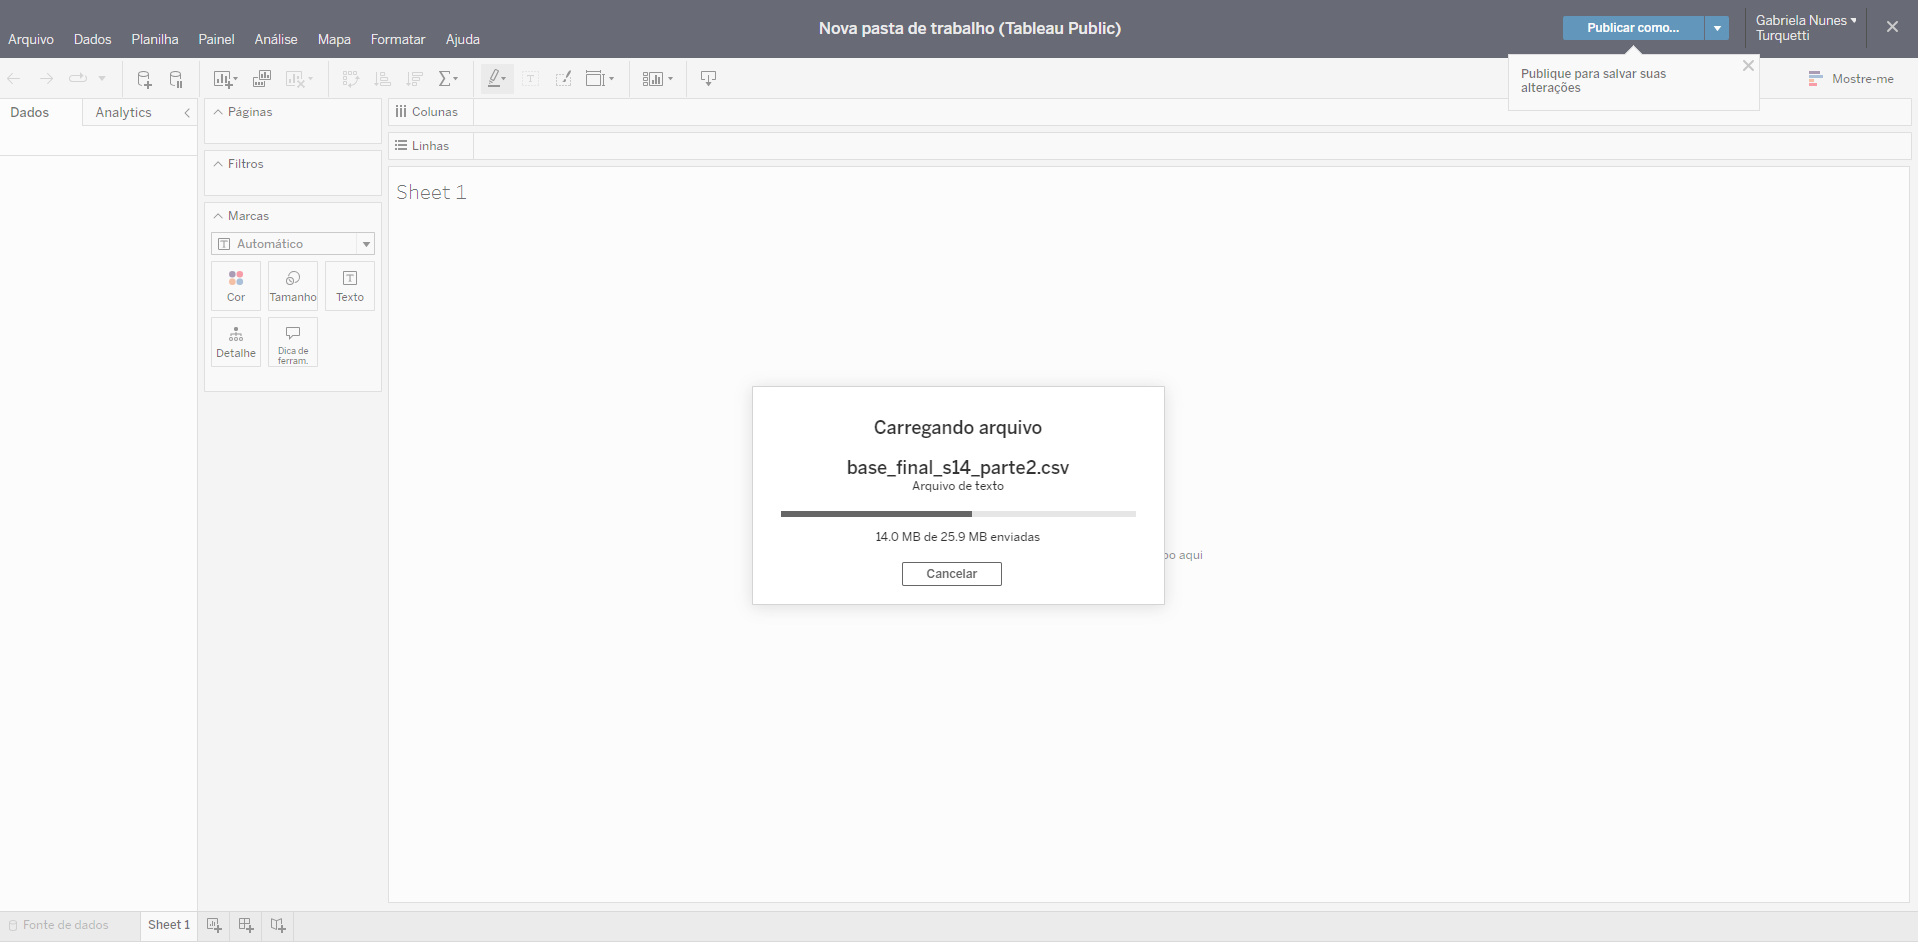 Nova pasta de trabalho (Tableau Public)
Publicar como...
Gabriela Nunes
Turquetti
Arquivo Dados Planilha Painel Análise Mapa Formatar Ajuda
Publique para salvar suas
alterações
Mostre-me
Dados Analytics
Páginas
Colunas
Linhas
Filtros
Sheet 1
Marcas
Automático
Cor Tamanho Texto
Detalhe Dica de
ferram.
Carregando arquivo
base_final_s14_parte2.csv
Arquivo de texto
14.0 MB de 25.9 MB enviadas
Cancelar
aqui
Fonte de dados Sheet 1